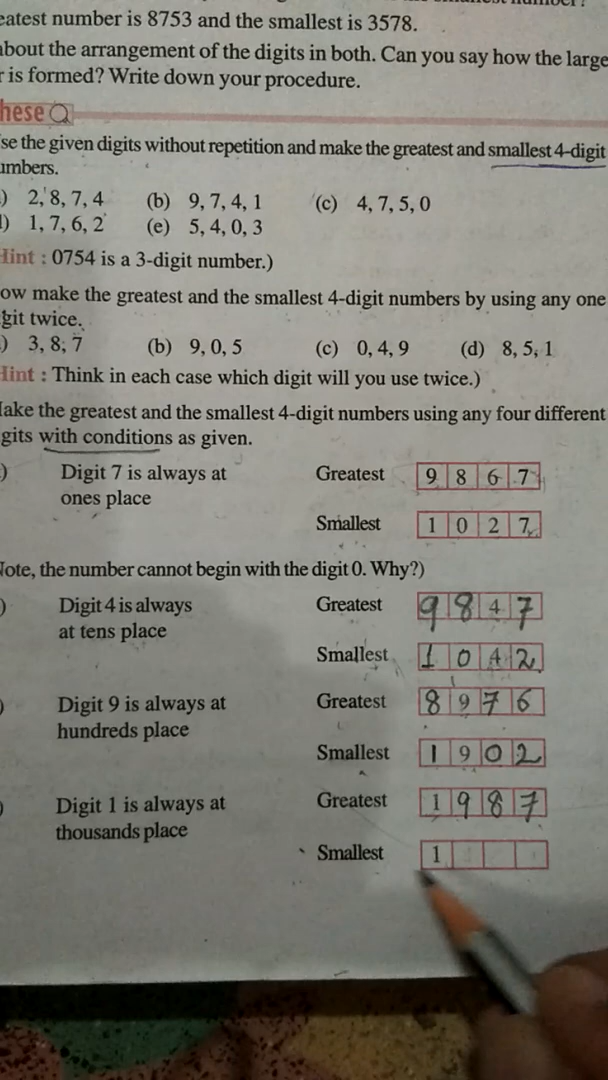 eatest number is 8753 and the smallest is 3578.
about the arrangement of the digits in both. Can you say how the large
r is formed? Write down your procedure.
hese
se the given digits without repetition and make the greatest and smallest 4-digit
umbers.
) 2, 8, 7, 4 (b) 9, 7, 4, 1 (c) 4, 7, 5, 0
) 1, 7, 6, 2 (e) 5, 4, 0, 3
Hint : 0754 is a 3-digit number.)
ow make the greatest and the smallest 4-digit numbers by using any one
git twice.
) 3, 8, 7 (b) 9, 0, 5 (c) 0, 4, 9 (d) 8, 5, 1
Hint : Think in each case which digit will you use twice.)
Make the greatest and the smallest 4-digit numbers using any four different
gits with conditions as given.
) Digit 7 is always at Greatest 9 8 6 7
ones place
Smallest 1 0 2 7
Note, the number cannot begin with the digit 0. Why?)
) Digit 4 is always Greatest 9 8 4 7
at tens place
Smallest 1 0 4 2
) Digit 9 is always at Greatest 8 9 7 6
hundreds place
Smallest 1 9 0 2
) Digit 1 is always at Greatest 1 9 8 7
thousands place
Smallest 1